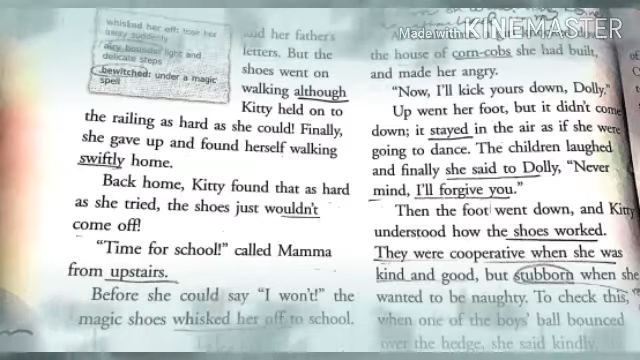 Made with KINEMASTER
whisked her off: took her
away suddenly
airy bounder light and
delicate steps
bewitched: under a magic
spell
her father's
letters. But the
shoes went on
walking although
Kitty held on to
the railing as hard as she could! Finally,
she gave up and found herself walking
swiftly home.
Back home, Kitty found that as hard
as she tried, the shoes just wouldn't
come off!
"Time for school!" called Mamma
from upstairs.
Before she could say "I won't!" the
magic shoes whisked her off to school.
the house of corn-cobs she had built,
and made her angry.
"Now, I'll kick yours down, Dolly,"
Up went her foot, but it didn't come
down; it stayed in the air as if she were
going to dance. The children laughed
and finally she said to Dolly, "Never
mind, I'll forgive you."
Then the foot went down, and Kitty
understood how the shoes worked.
They were cooperative when she was
kind and good, but stubborn when she
wanted to be naughty. To check this,
when one of the boys' ball bounced
over the hedge, she said kindly,